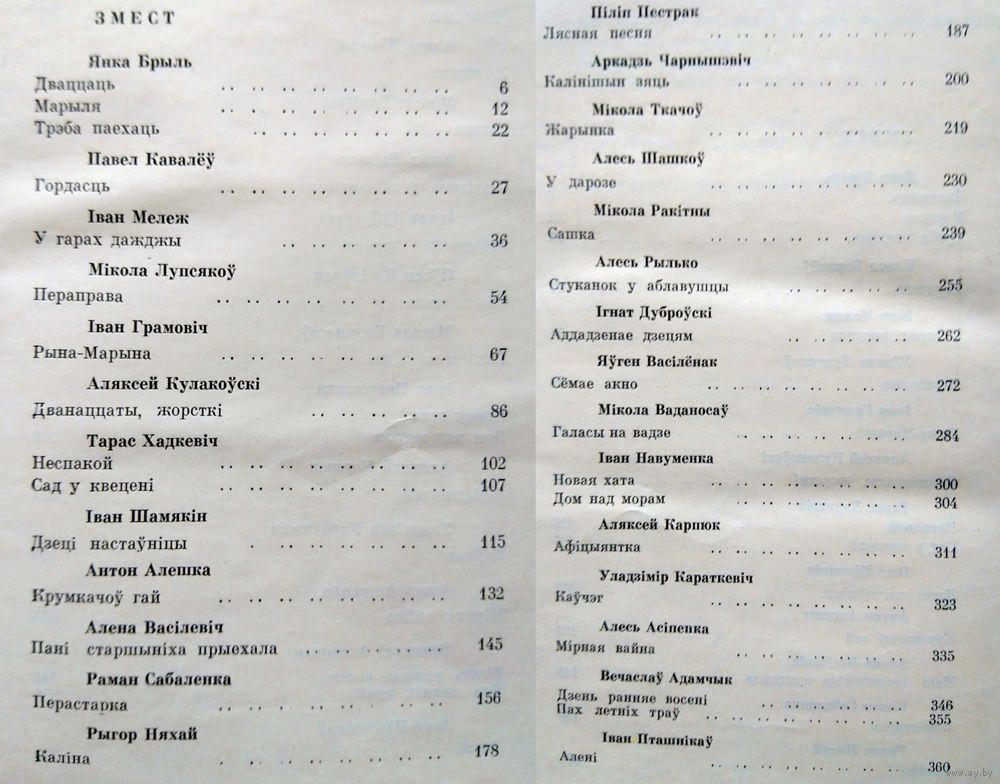 ЗМЕСТ
Янка Брыль
Дваццаць .. .. .. .. .. .. .. .. 6
Марыля .. .. .. .. .. .. .. .. 12
Трэба паехаць .. .. .. .. .. .. .. 22
Павел Кавалёў
Гордасць .. .. .. .. .. .. .. .. 27
Іван Мележ
У гарах дажджы .. .. .. .. .. .. 36
Мікола Лупсякоў
Пераправа .. .. .. .. .. .. .. .. 54
Іван Грамовіч
Рына-Марына .. .. .. .. .. .. .. .. 67
Аляксей Кулакоўскі
Дванаццаты, жорсткі .. .. .. .. .. 86
Тарас Хадкевіч
Неспакой .. .. .. .. .. .. .. .. 102
Сад у квецені .. .. .. .. .. .. .. .. 107
Іван Шамякін
Дзеці настаўніцы . .. .. .. .. .. .. 115
Антон Алешка
Крумкачоў гай .. .. .. .. .. .. .. .. 132
Алена Васілевіч
Пані старшыніха прыехала .. .. .. .. .. 145
Раман Сабаленка
Перастарка .. .. .. .. .. .. .. .. 156
Рыгор Няхай
Каліна .. .. .. .. .. .. .. .. 178
Піліп Пестрак
Лясная песня .. .. .. .. .. .. .. 187
Аркадзь Чарнышэвіч
Калінішын зяць .. .. .. .. .. .. .. 200
Мікола Ткачоў
Жарынка .. .. .. .. .. .. .. 219
Алесь Шашкоў
У дарозе .. .. .. .. .. .. .. 230
Мікола Ракітны
Сашка .. .. .. .. .. .. .. 239
Алесь Рылько
Стуканок у аблавушцы .. .. .. .. .. 255
Ігнат Дуброўскі
Аддадзенае дзецям .. .. .. .. .. 262
Яўген Васілёнак
Сёмае акно .. .. .. .. .. .. .. 272
Мікола Ваданосаў
Галасы на вадзе .. .. .. .. .. .. 284
Іван Навуменка
Новая хата .. .. .. .. .. .. .. 300
Дом над морам .. .. .. .. .. .. .. 304
Аляксей Карпюк
Афіцыянтка .. .. .. .. .. .. .. 311
Уладзімір Караткевіч
Каўчэг .. .. .. .. .. .. .. 323
Алесь Асіпенка
Мірная вайна .. .. .. .. .. .. .. 335
Вечаслаў Адамчык
Дзень ранняе восені .. .. .. .. .. 346
Пах летніх траў .. .. .. .. .. .. .. 355
Іван Пташнікаў
Алені .. .. .. .. .. .. .. 360
www.ay.by